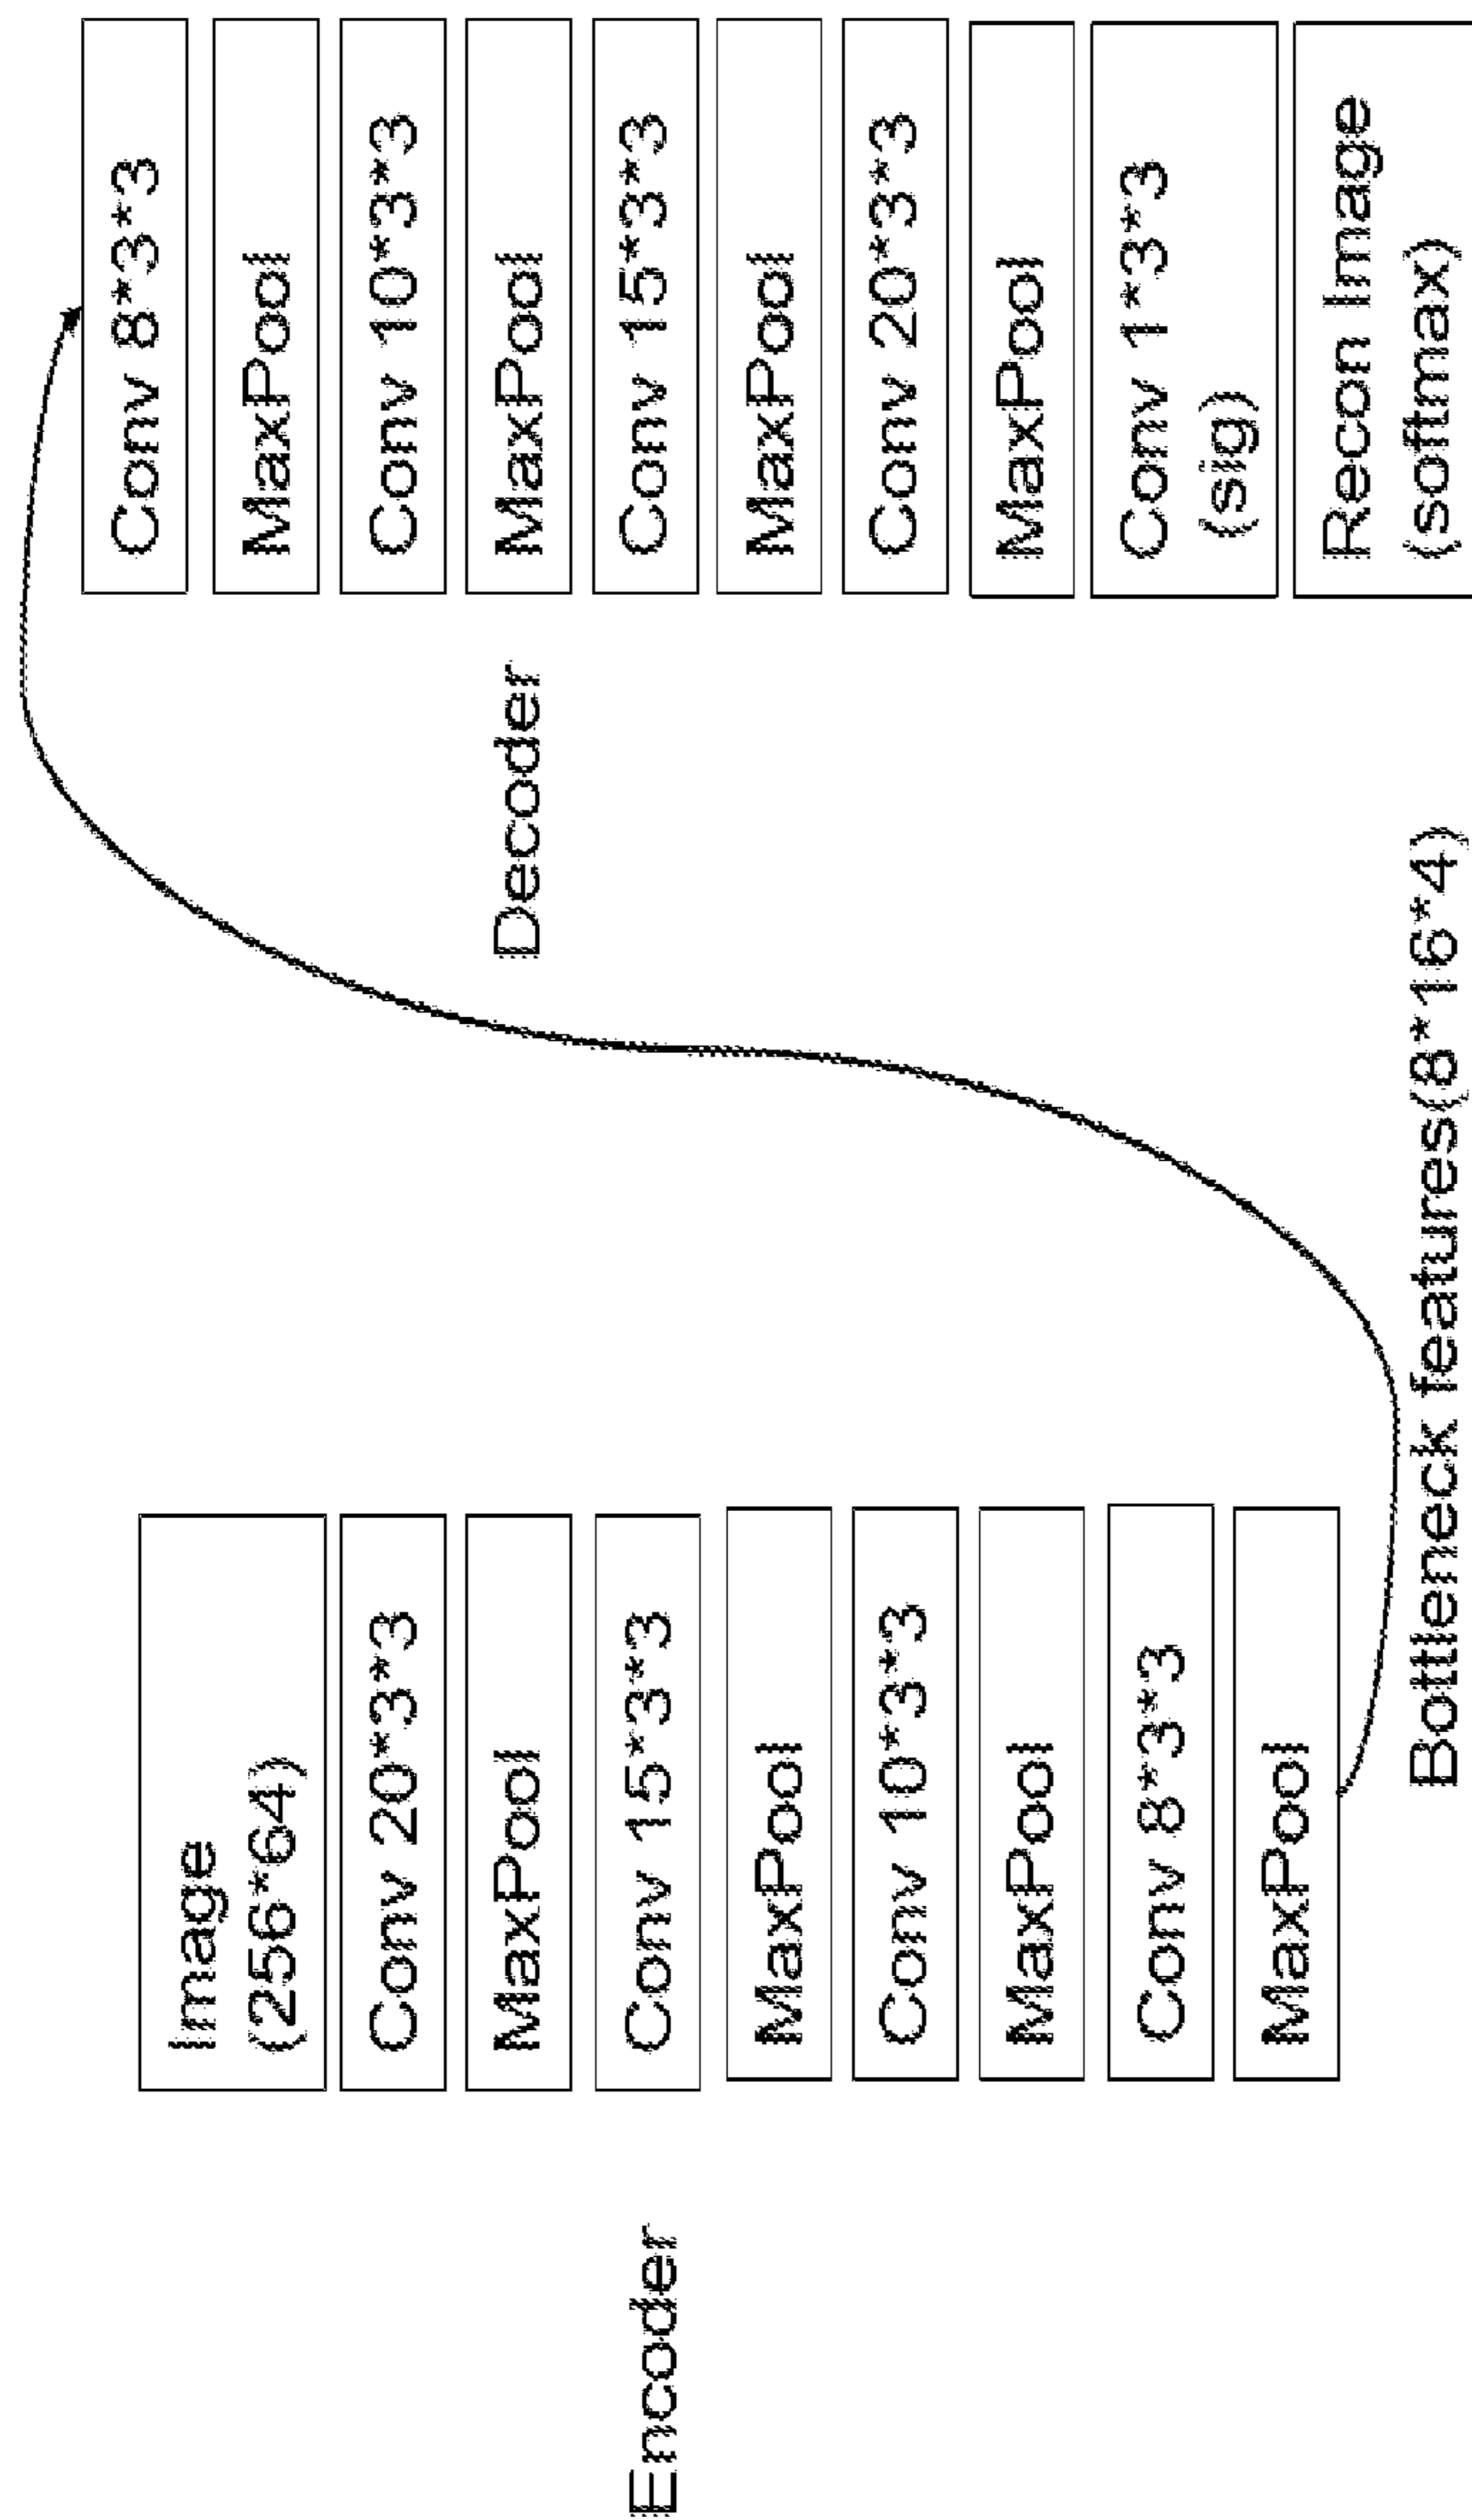 Encoder
Image
(256*64)
Conv 20*3*3
MaxPool
Conv 15*3*3
MaxPool
Conv 10*3*3
MaxPool
Conv 8*3*3
MaxPool
Bottleneck features(8*16*4)
Decoder
Conv 8*3*3
MaxPool
Conv 10*3*3
MaxPool
Conv 15*3*3
MaxPool
Conv 20*3*3
MaxPool
Conv 1*3*3
(sig)
Recon Image
(softmax)